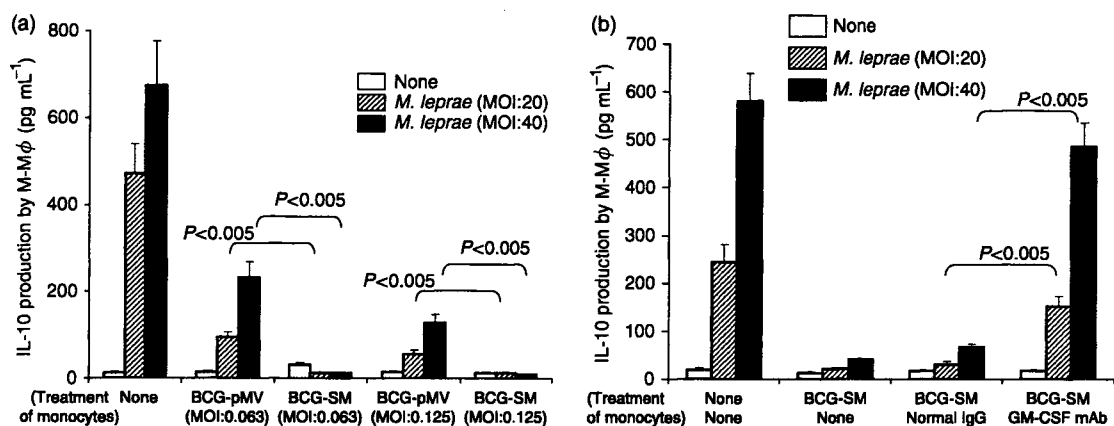 (a)
IL-10 production by M-Mϕ (pg mL⁻¹)
800
600
400
200
0
None
M. leprae (MOI:20)
M. leprae (MOI:40)
P<0.005
P<0.005
P<0.005
P<0.005
(Treatment of monocytes)
None
BCG-pMV (MOI:0.063)
BCG-SM (MOI:0.063)
BCG-pMV (MOI:0.125)
BCG-SM (MOI:0.125)
(b)
IL-10 production by M-Mϕ (pg mL⁻¹)
700
600
500
400
300
200
100
0
None
M. leprae (MOI:20)
M. leprae (MOI:40)
P<0.005
P<0.005
(Treatment of monocytes)
None None
BCG-SM None
BCG-SM Normal IgG
BCG-SM GM-CSF mAb